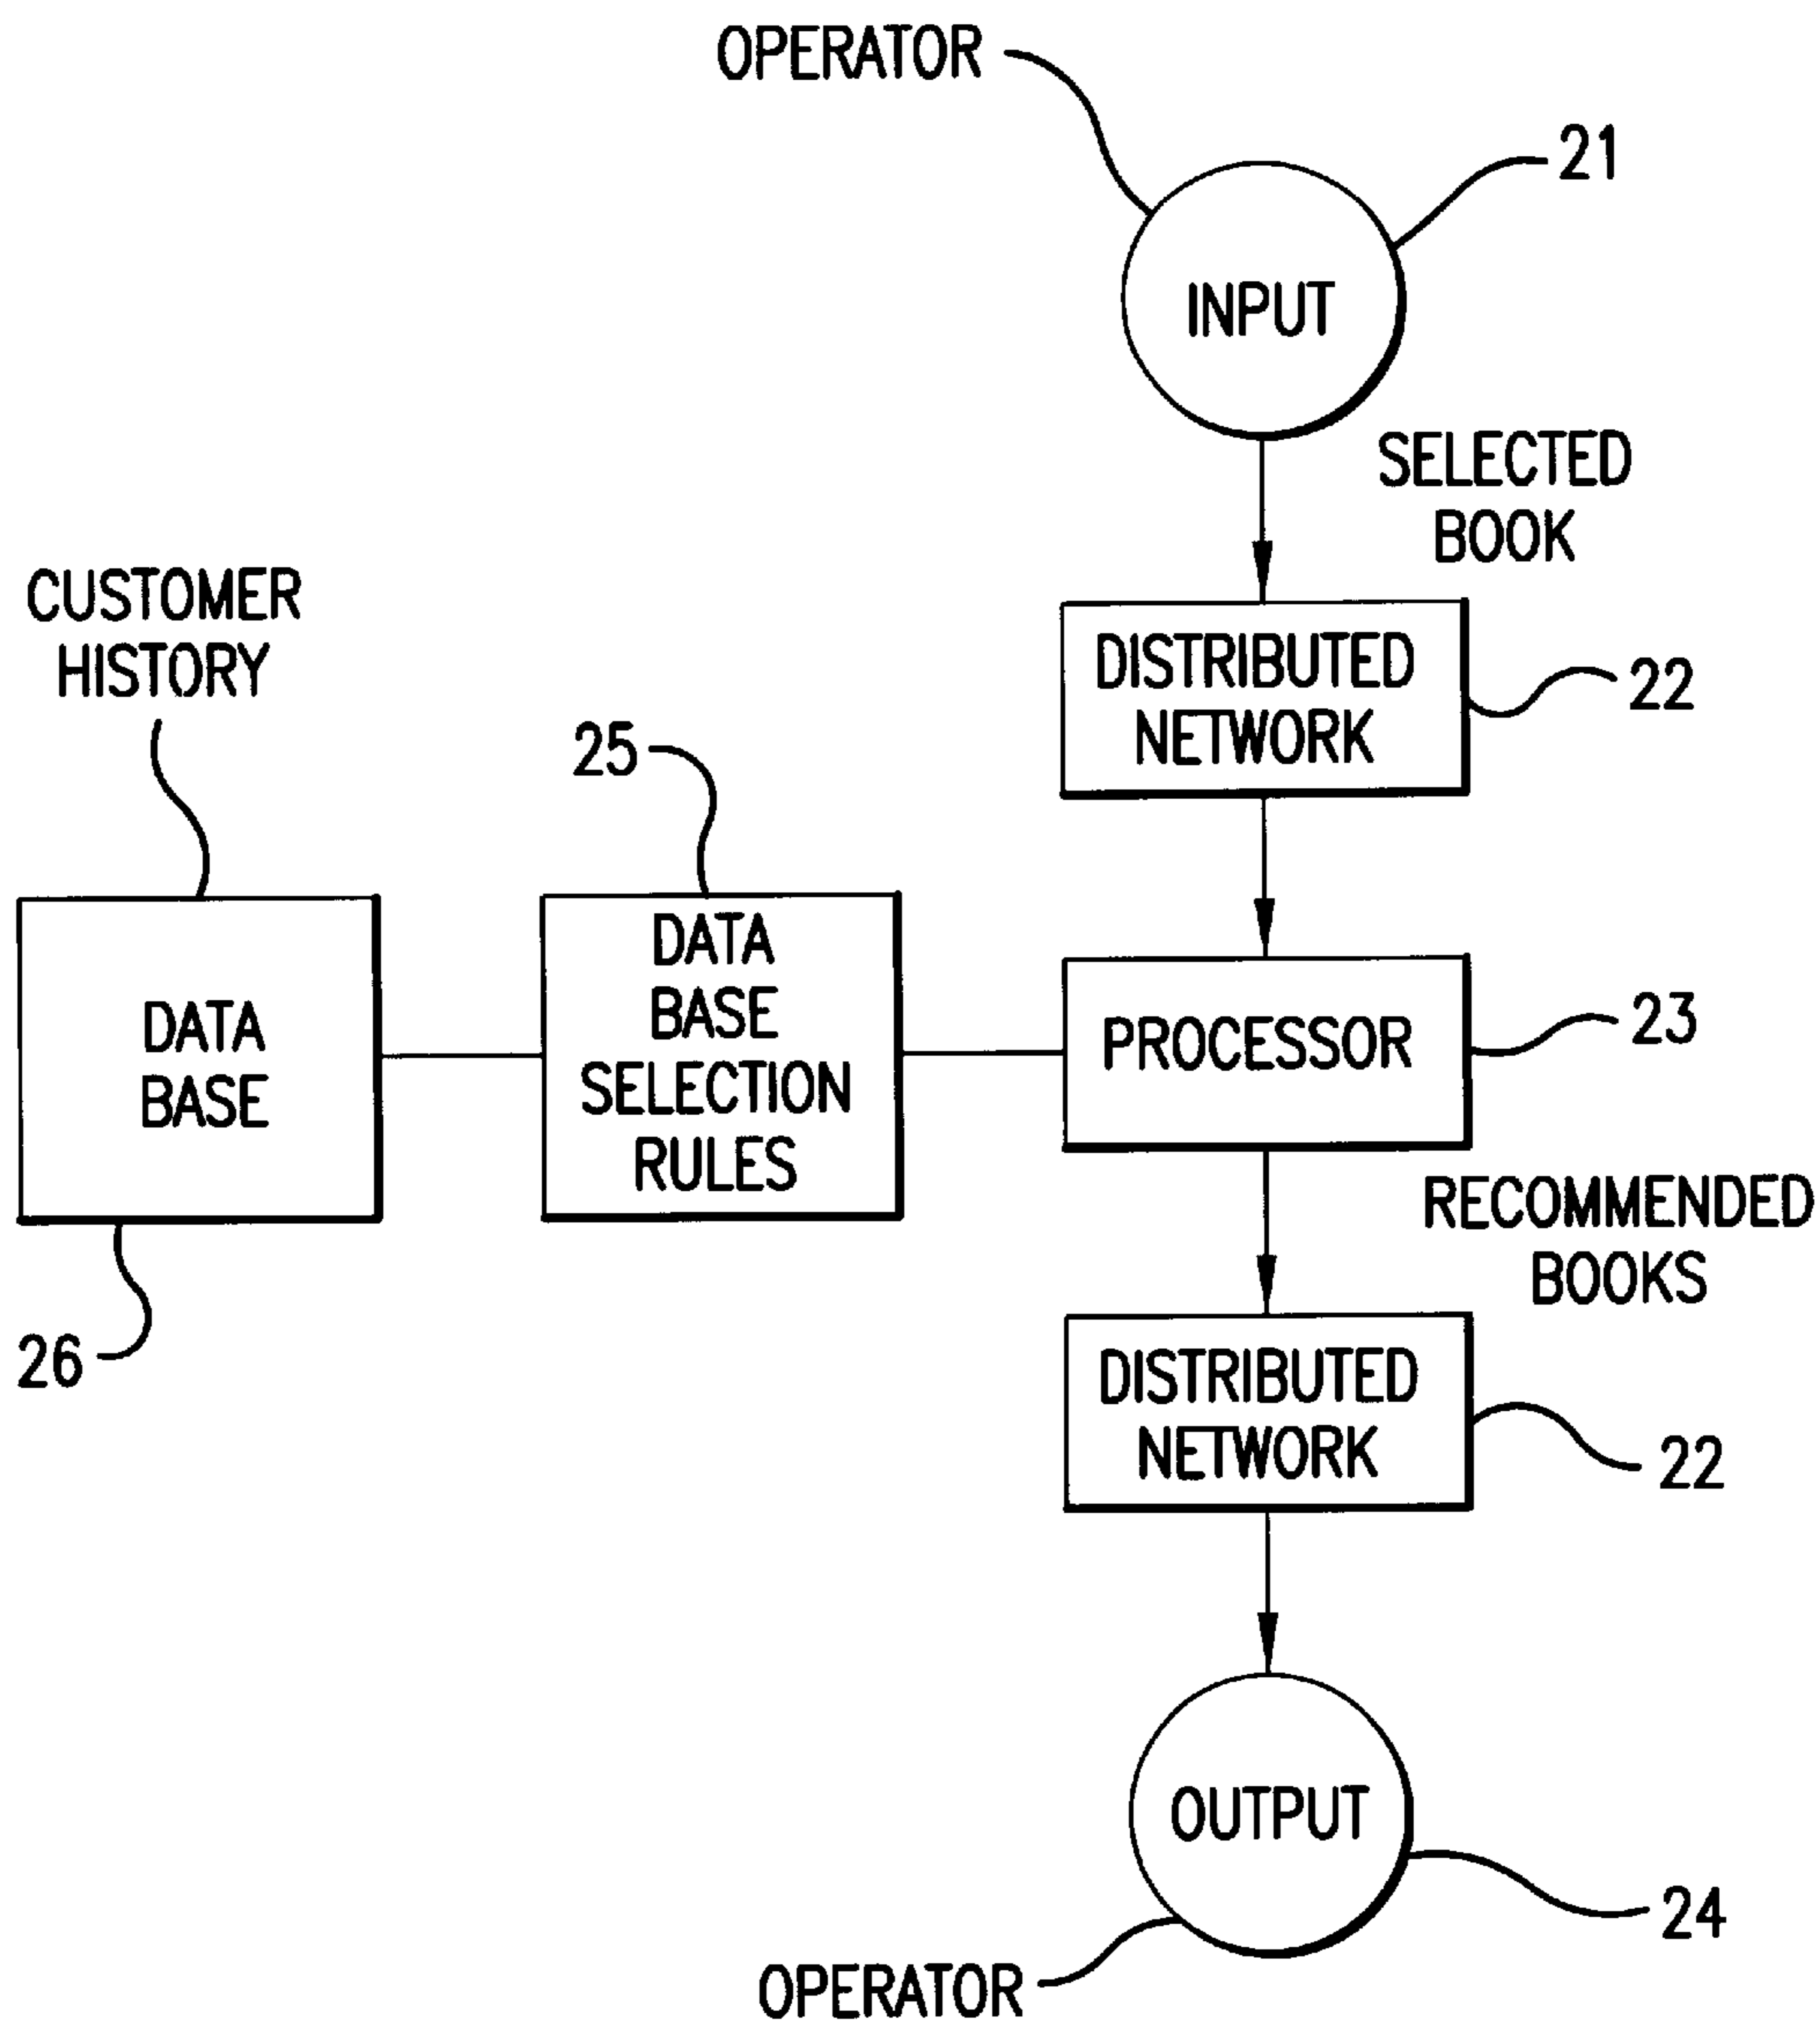 OPERATOR
21
INPUT
SELECTED
BOOK
CUSTOMER
HISTORY
DISTRIBUTED
NETWORK
22
25
DATA
BASE
DATA
BASE
SELECTION
RULES
PROCESSOR
23
RECOMMENDED
BOOKS
26
DISTRIBUTED
NETWORK
22
OUTPUT
24
OPERATOR